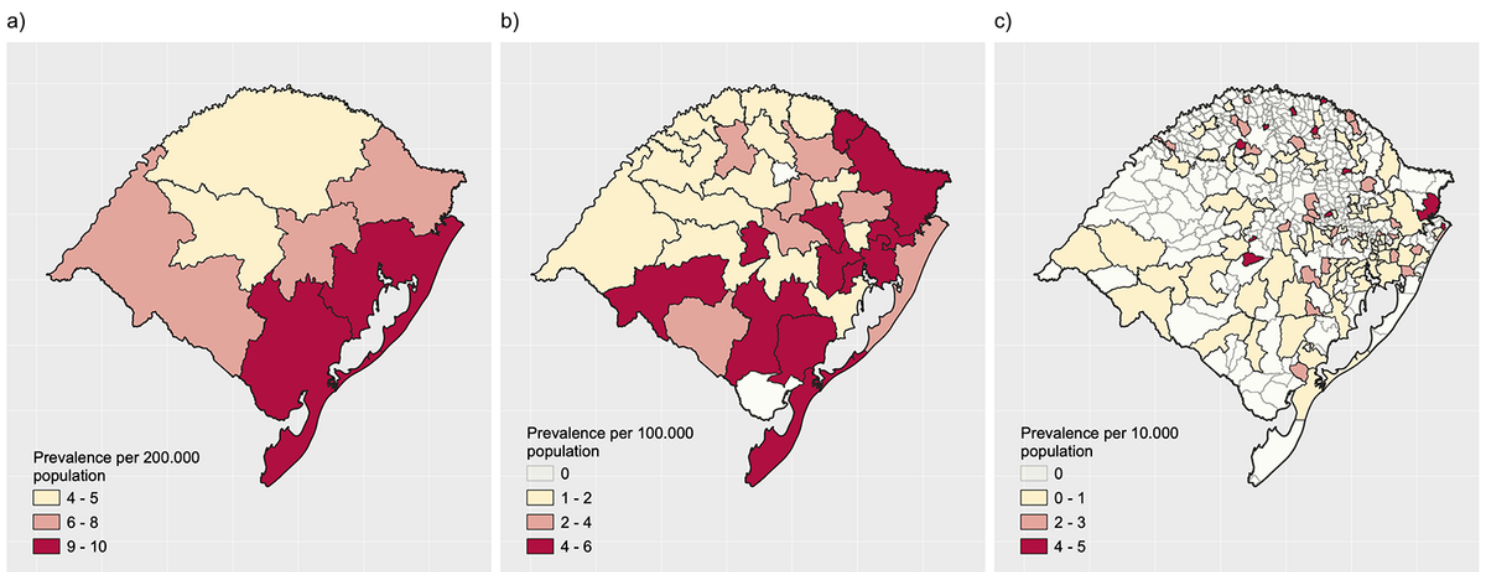 a)
b)
c)
Prevalence per 200.000
population
4 - 5
6 - 8
9 - 10
Prevalence per 100.000
population
0
1 - 2
2 - 4
4 - 6
Prevalence per 10.000
population
0
0 - 1
2 - 3
4 - 5